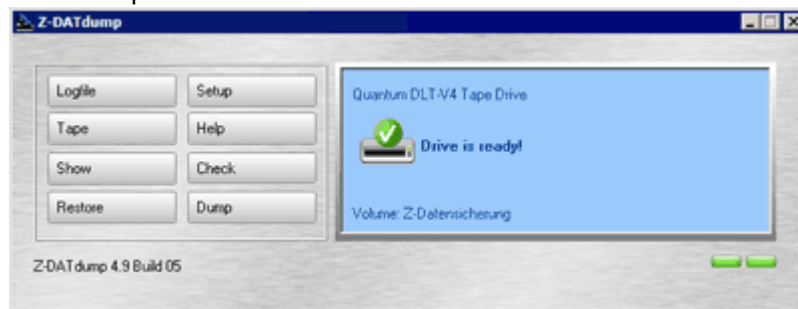 Z-DATdump
Logfile
Setup
Tape
Help
Show
Check
Restore
Dump
Quantum DLT-V4 Tape Drive
Drive is ready!
Volume: Z-Datensicherung
Z-DATdump 4.9 Build 05